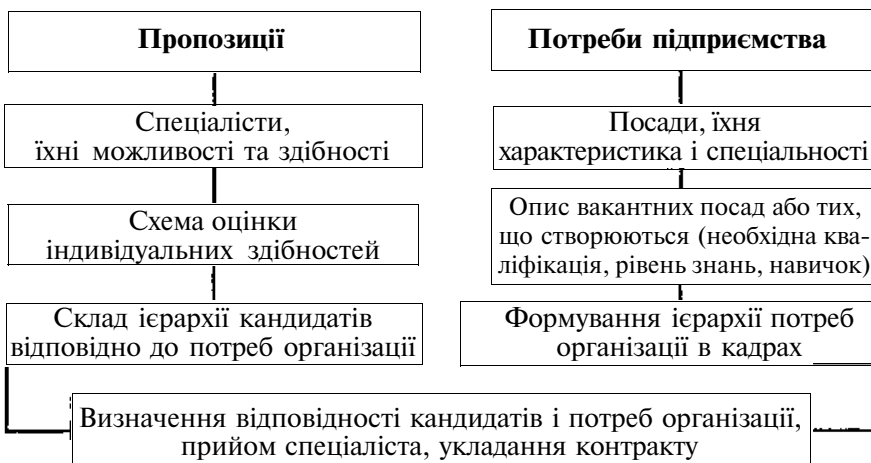 Пропозиції
Спеціалісти,
їхні можливості та здібності
Схема оцінки
індивідуальних здібностей
Склад ієрархії кандидатів
відповідно до потреб організації
Потреби підприємства
Посади, їхня
характеристика і спеціальності
Опис вакантних посад або тих,
що створюються (необхідна ква-
ліфікація, рівень знань, навичок)
Формування ієрархії потреб
організації в кадрах
Визначення відповідності кандидатів і потреб організації,
прийом спеціаліста, укладання контракту